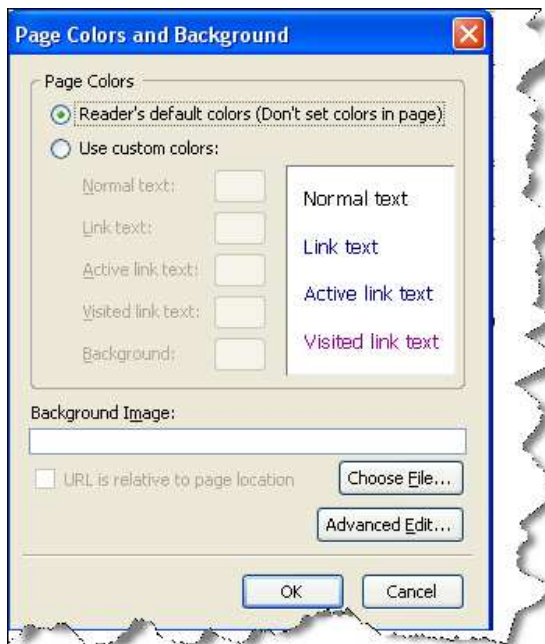 Page Colors and Background
Page Colors
Reader's default colors (Don't set colors in page)
Use custom colors:
Normal text:
Link text:
Active link text:
Visited link text:
Background:
Normal text
Link text
Active link text
Visited link text
Background Image:
URL is relative to page location
Choose File...
Advanced Edit...
OK
Cancel